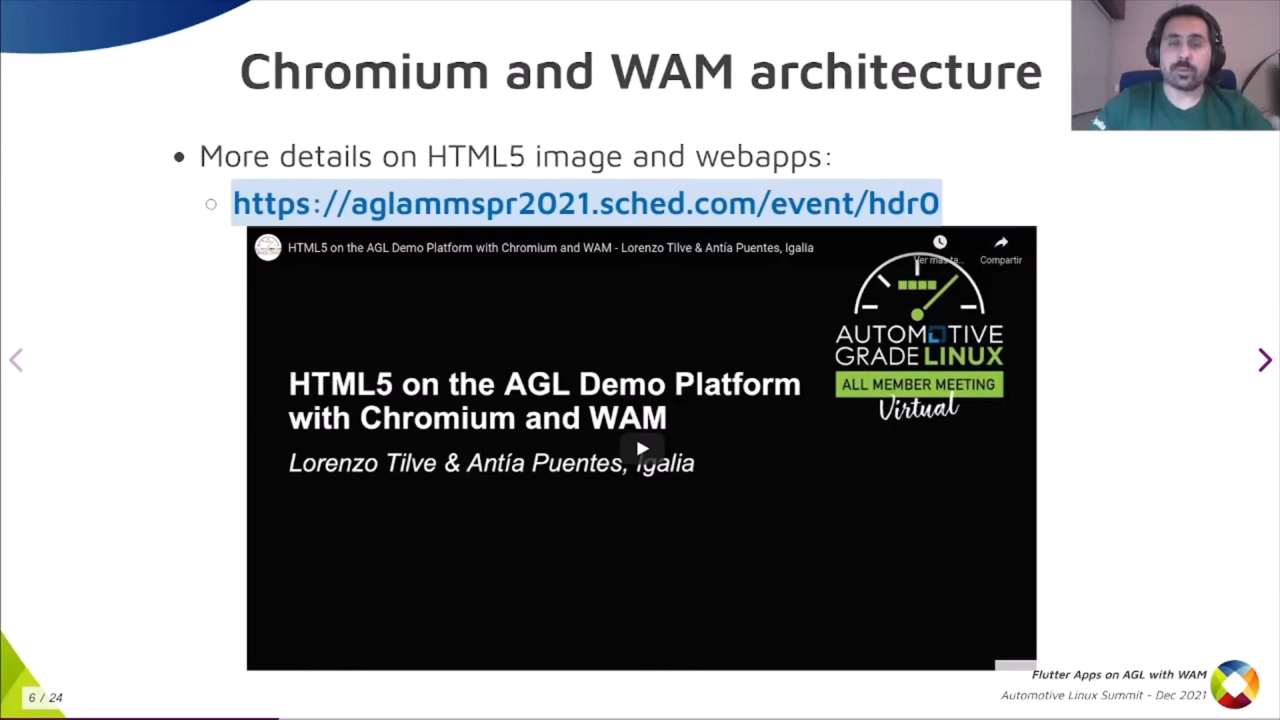 Chromium and WAM architecture
More details on HTML5 image and webapps:
https://aglammspr2021.sched.com/event/hdr0
HTML5 on the AGL Demo Platform with Chromium and WAM - Lorenzo Tilve & Antía Puentes, Igalia
Ver más ta...
Compartir
AUTOMOTIVE
GRADE LINUX
ALL MEMBER MEETING
Virtual
HTML5 on the AGL Demo Platform
with Chromium and WAM
Lorenzo Tilve & Antía Puentes, Igalia
6 / 24
Flutter Apps on AGL with WAM
Automotive Linux Summit - Dec 2021